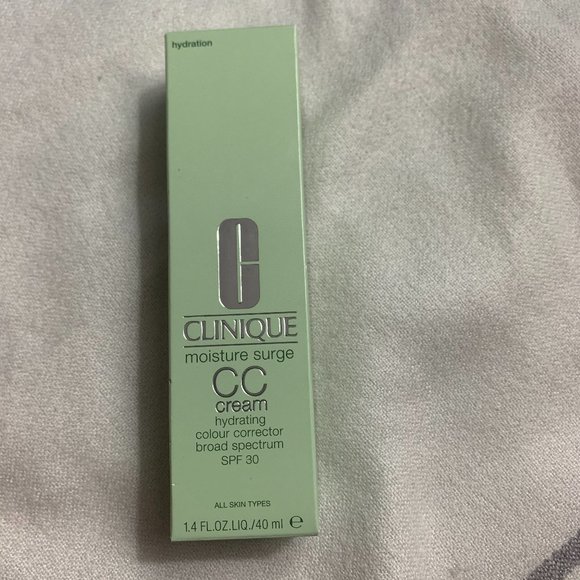 hydration
C
CLINIQUE
moisture surge
CC
cream
hydrating
colour corrector
broad spectrum
SPF 30
ALL SKIN TYPES
1.4 FL.OZ.LIQ./40 ml ℮